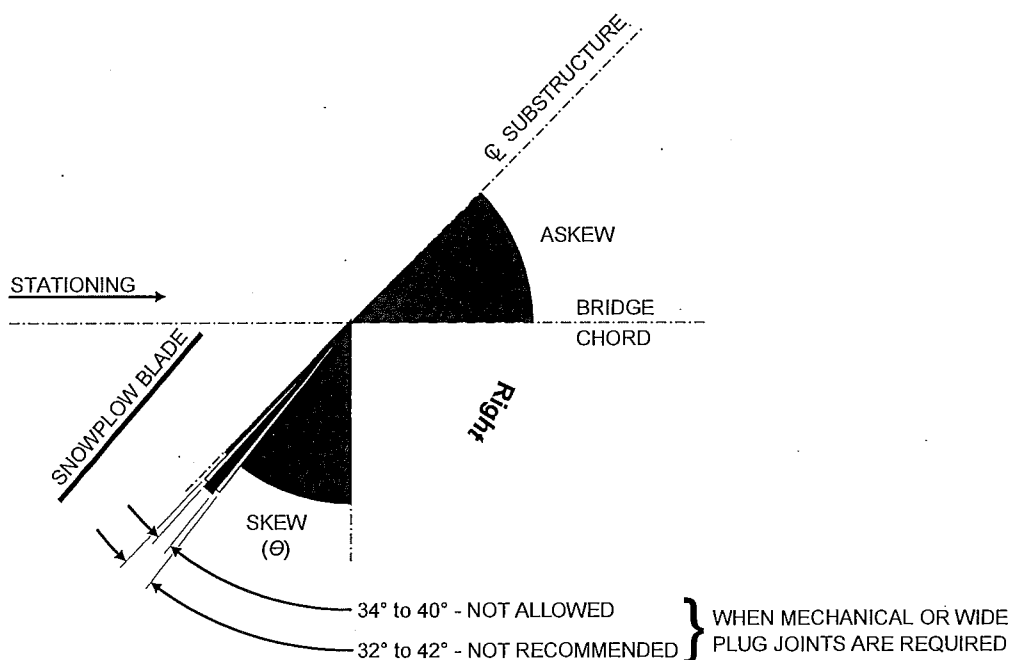 ℄ SUBSTRUCTURE
ASKEW
STATIONING
BRIDGE
CHORD
SNOWPLOW BLADE
Right
SKEW
(Θ)
34° to 40° - NOT ALLOWED
32° to 42° - NOT RECOMMENDED
WHEN MECHANICAL OR WIDE
PLUG JOINTS ARE REQUIRED